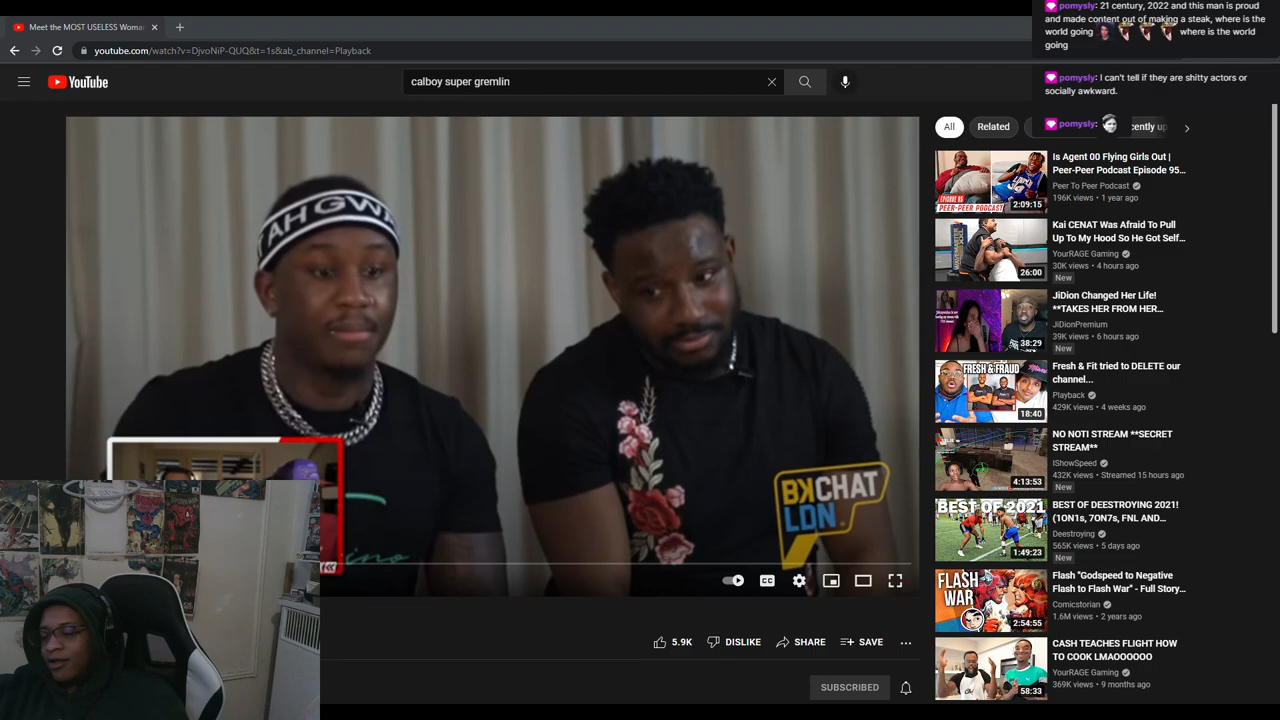 Meet the MOST USELESS Woma
youtube.com/watch?v=DjvoNiP-QUQ&t=1s&ab_channel=Playback
pomysly: 21 century, 2022 and this man is proud
and made content out of making a steak, where is the
world going where is the world
going
pomysly: I can't tell if they are shitty actors or
socially awkward.
pomysly:
YouTube
calboy super gremlin
All
Related
cently up
AH GWA
BKCHAT
LDN.
ino
5.9K
DISLIKE
SHARE
SAVE
SUBSCRIBED
CC
PEER-PEER PODCAST
2:09:15
Is Agent 00 Flying Girls Out |
Peer-Peer Podcast Episode 95...
Peer To Peer Podcast
196K views • 1 year ago
26:00
Kai CENAT Was Afraid To Pull
Up To My Hood So He Got Self...
YourRAGE Gaming
30K views • 4 hours ago
New
38:29
JiDion Changed Her Life!
**TAKES HER FROM HER...
JiDionPremium
39K views • 6 hours ago
New
FRESH & FRAUD
18:40
Fresh & Fit tried to DELETE our
channel...
Playback
429K views • 4 weeks ago
4:13:53
NO NOTI STREAM **SECRET
STREAM**
IShowSpeed
432K views • Streamed 15 hours ago
New
BEST OF 2021
1:49:23
BEST OF DEESTROYING 2021!
(1ON1s, 7ON7s, FNL AND...
Deestroying
565K views • 5 days ago
New
FLASH
WAR
2:54:55
Flash "Godspeed to Negative
Flash to Flash War" - Full Story...
Comicstorian
1.6M views • 2 years ago
58:33
CASH TEACHES FLIGHT HOW
TO COOK LMAOOOOOO
YourRAGE Gaming
369K views • 9 months ago